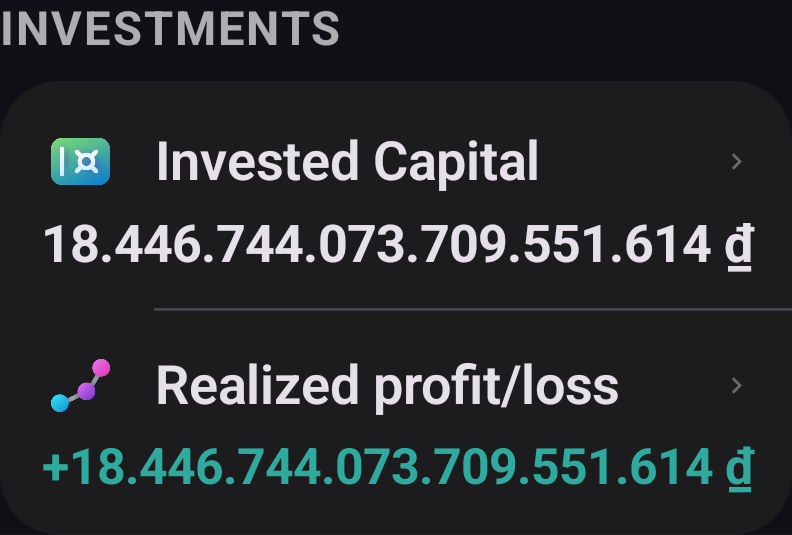 INVESTMENTS
Invested Capital
18.446.744.073.709.551.614 ₫
Realized profit/loss
+18.446.744.073.709.551.614 ₫